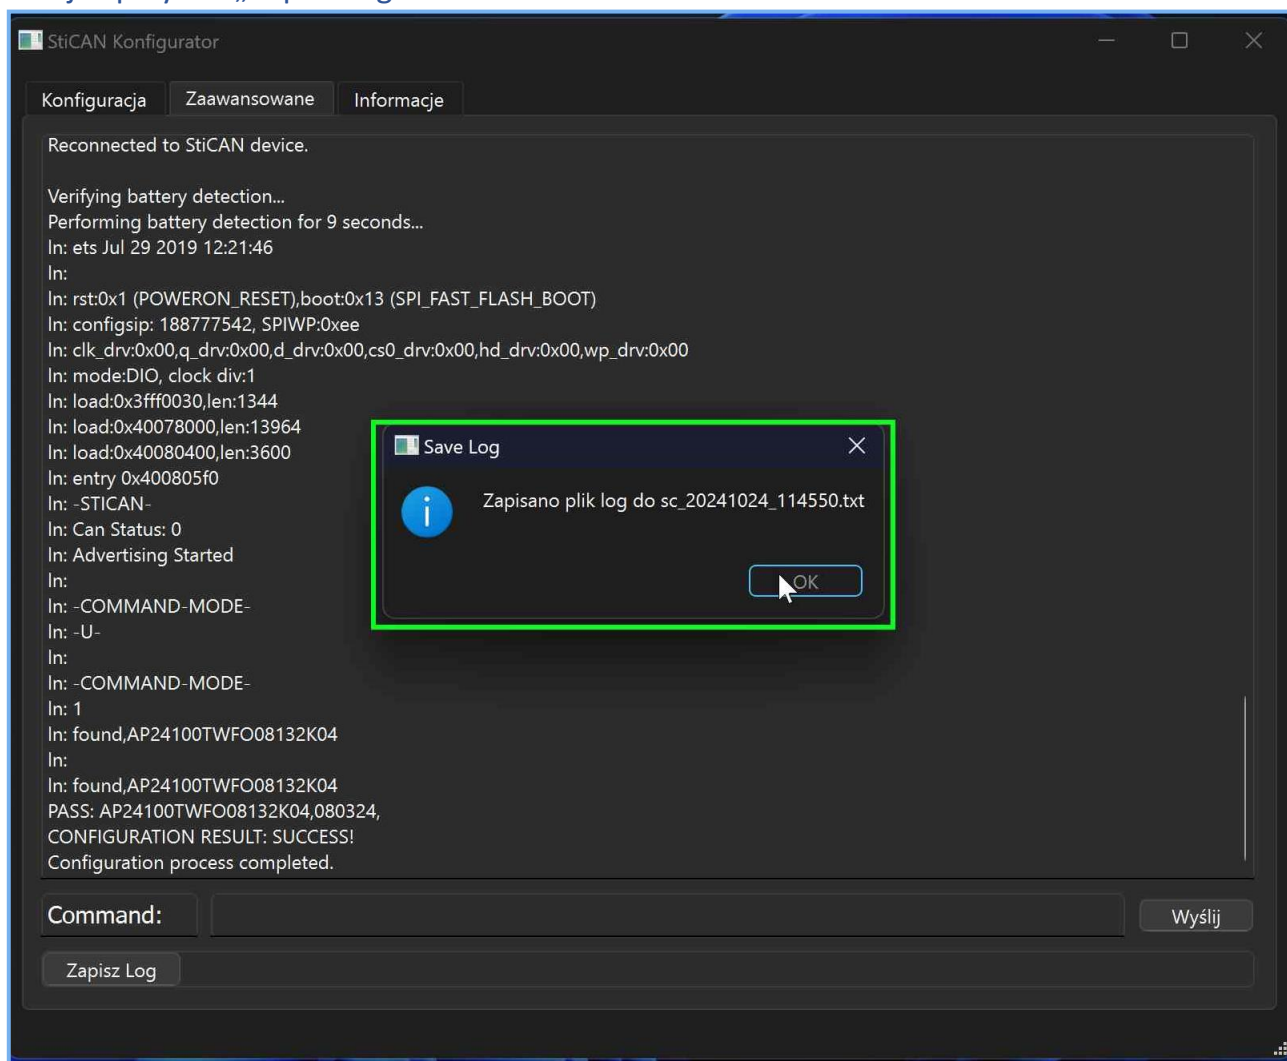 StiCAN Konfigurator
Konfiguracja Zaawansowane Informacje
Reconnected to StiCAN device.
Verifying battery detection...
Performing battery detection for 9 seconds...
In: ets Jul 29 2019 12:21:46
In:
In: rst:0x1 (POWERON_RESET),boot:0x13 (SPI_FAST_FLASH_BOOT)
In: configsip: 188777542, SPIWP:0xee
In: clk_drv:0x00,q_drv:0x00,d_drv:0x00,cs0_drv:0x00,hd_drv:0x00,wp_drv:0x00
In: mode:DIO, clock div:1
In: load:0x3fff0030,len:1344
In: load:0x40078000,len:13964
In: load:0x40080400,len:3600
In: entry 0x400805f0
In: -STICAN-
In: Can Status: 0
In: Advertising Started
In:
In: -COMMAND-MODE-
In: -U-
In:
In: -COMMAND-MODE-
In: 1
In: found,AP24100TWFO08132K04
In:
In: found,AP24100TWFO08132K04
PASS: AP24100TWFO08132K04,080324,
CONFIGURATION RESULT: SUCCESS!
Configuration process completed.
Save Log
Zapisano plik log do sc_20241024_114550.txt
OK
Command:
Wyślij
Zapisz Log